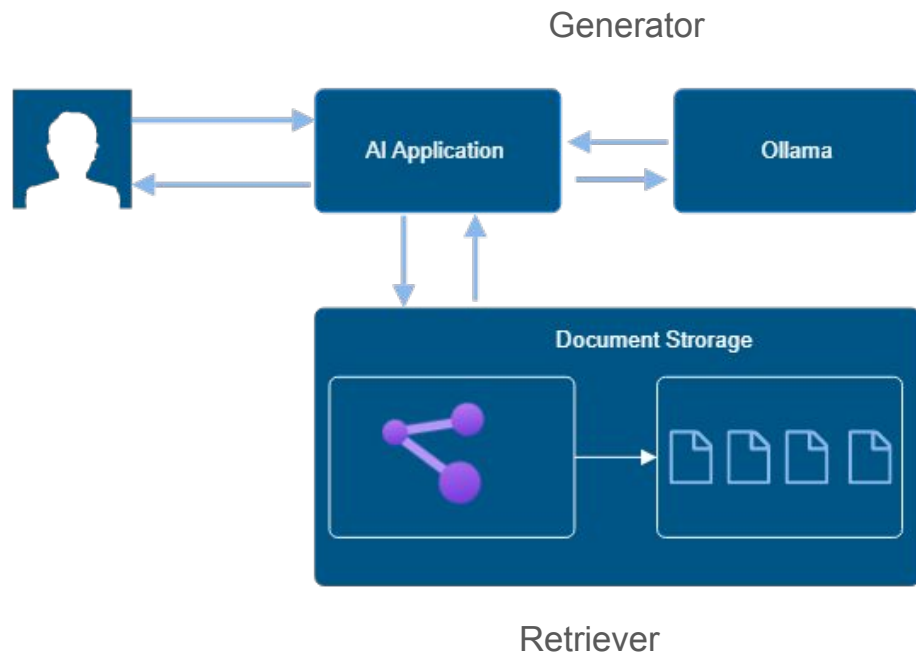 Generator
AI Application
Ollama
Document Strorage
Retriever